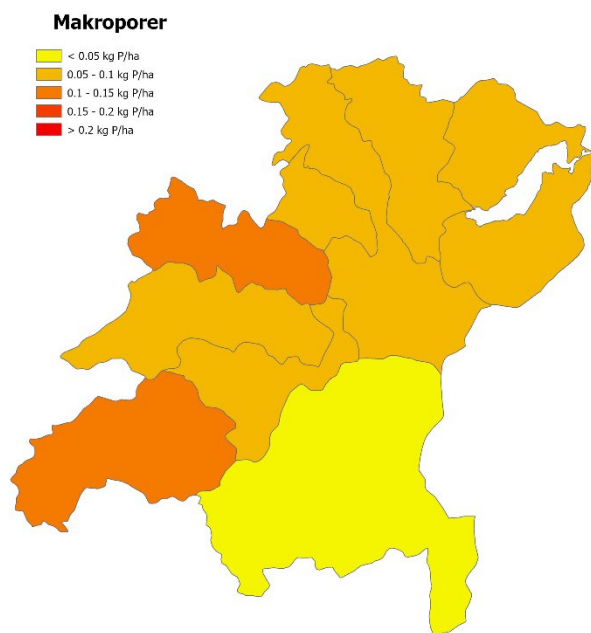 Makroporer
< 0.05 kg P/ha
0.05 - 0.1 kg P/ha
0.1 - 0.15 kg P/ha
0.15 - 0.2 kg P/ha
> 0.2 kg P/ha